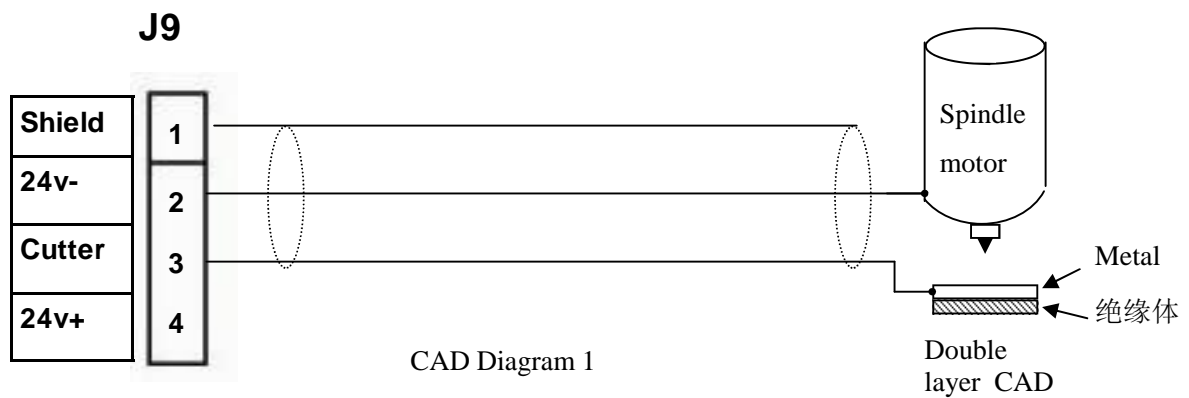 J9
Shield
1
24v-
2
Cutter
3
24v+
4
Spindle
motor
Metal
绝缘体
Double
layer CAD
CAD Diagram 1